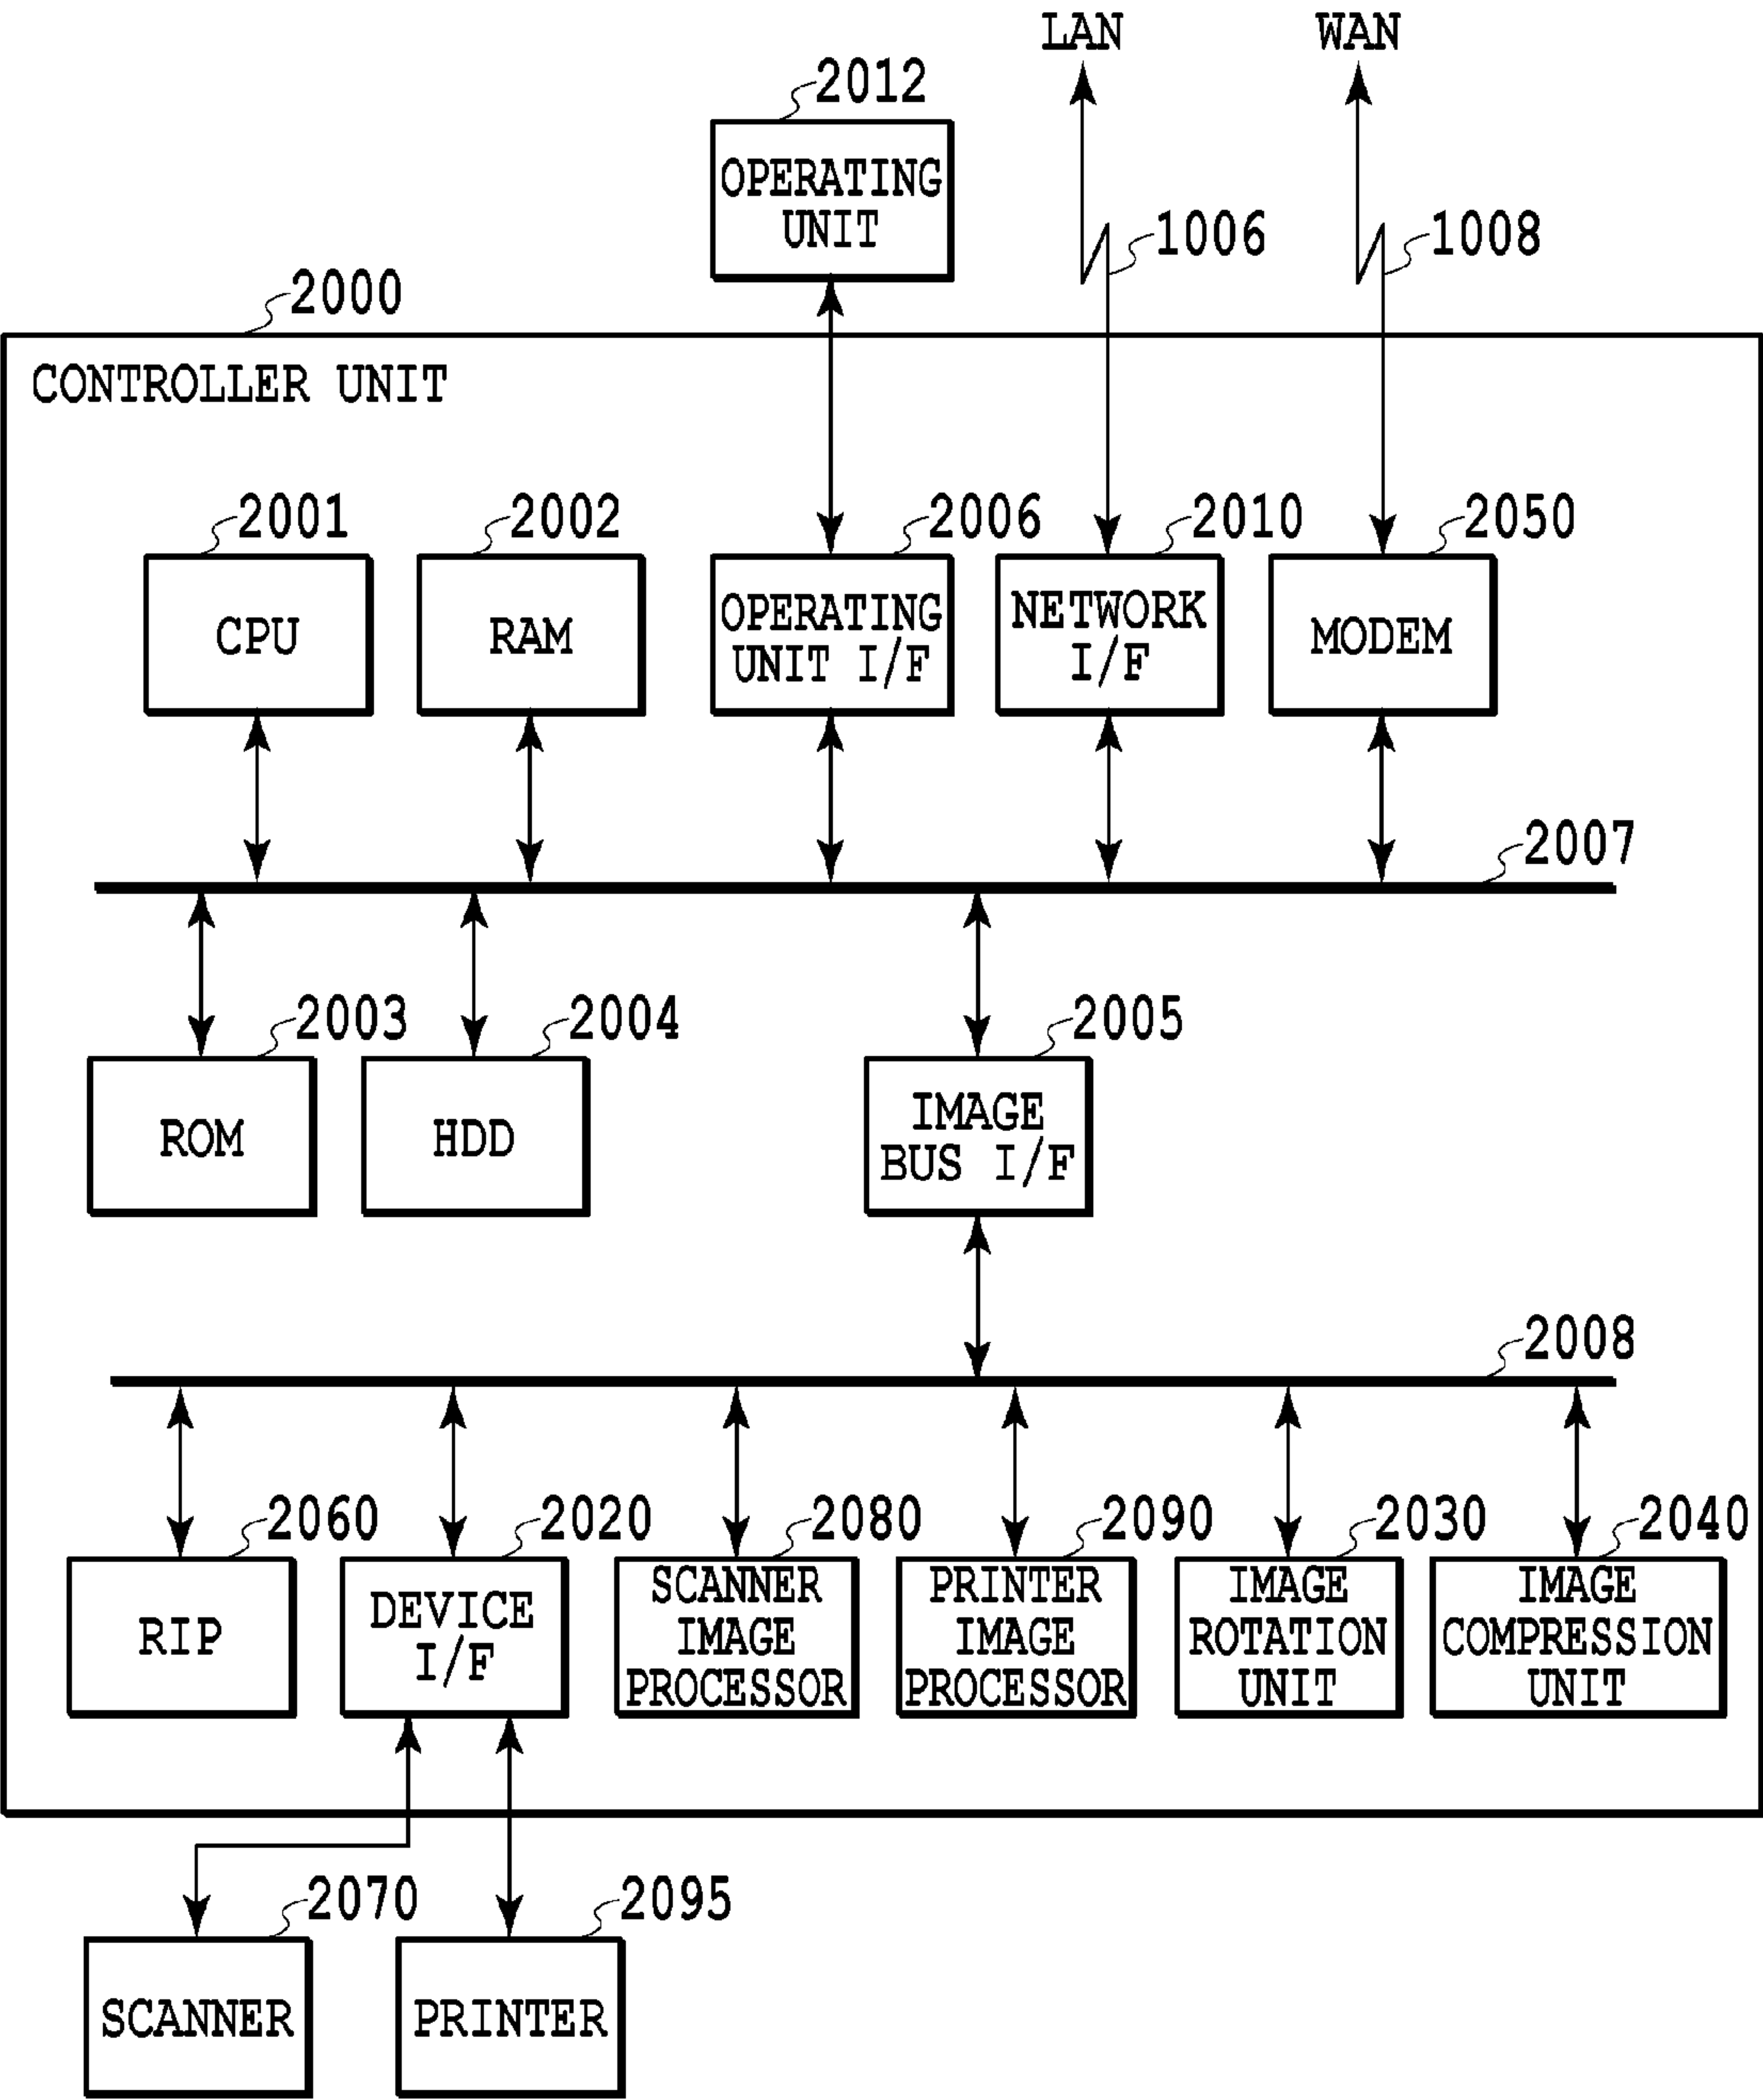 LAN
WAN
2012
OPERATING
UNIT
1006
1008
2000
CONTROLLER UNIT
2001
2002
2006
2010
2050
CPU
RAM
OPERATING
UNIT I/F
NETWORK
I/F
MODEM
2007
2003
2004
2005
ROM
HDD
IMAGE
BUS I/F
2008
2060
2020
2080
2090
2030
2040
RIP
DEVICE
I/F
SCANNER
IMAGE
PROCESSOR
PRINTER
IMAGE
PROCESSOR
IMAGE
ROTATION
UNIT
IMAGE
COMPRESSION
UNIT
2070
2095
SCANNER
PRINTER